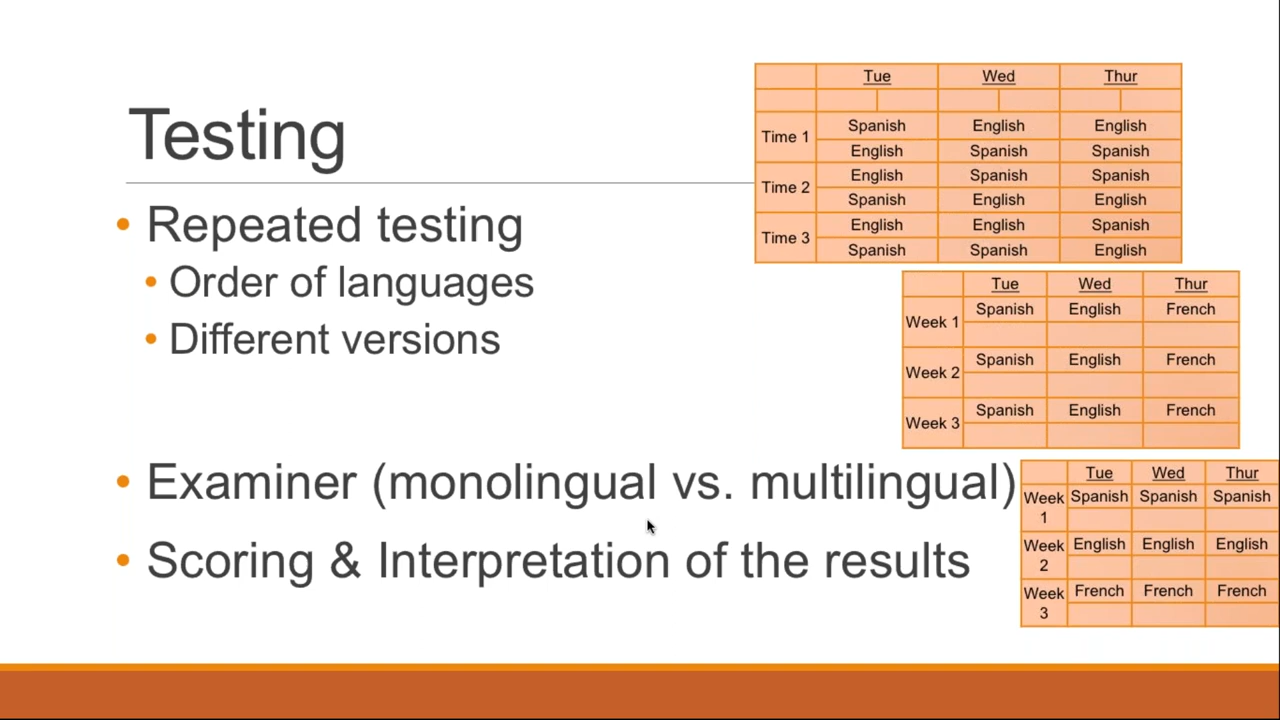 Testing
• Repeated testing
• Order of languages
• Different versions
• Examiner (monolingual vs. multilingual)
• Scoring & Interpretation of the results
Tue Wed Thur
Time 1
Spanish English English
English Spanish Spanish
Time 2
English Spanish Spanish
Spanish English English
Time 3
English English Spanish
Spanish Spanish English
Tue Wed Thur
Week 1
Spanish English French
Week 2
Spanish English French
Week 3
Spanish English French
Tue Wed Thur
Week
1
Spanish Spanish Spanish
Week
2
English English English
Week
3
French French French